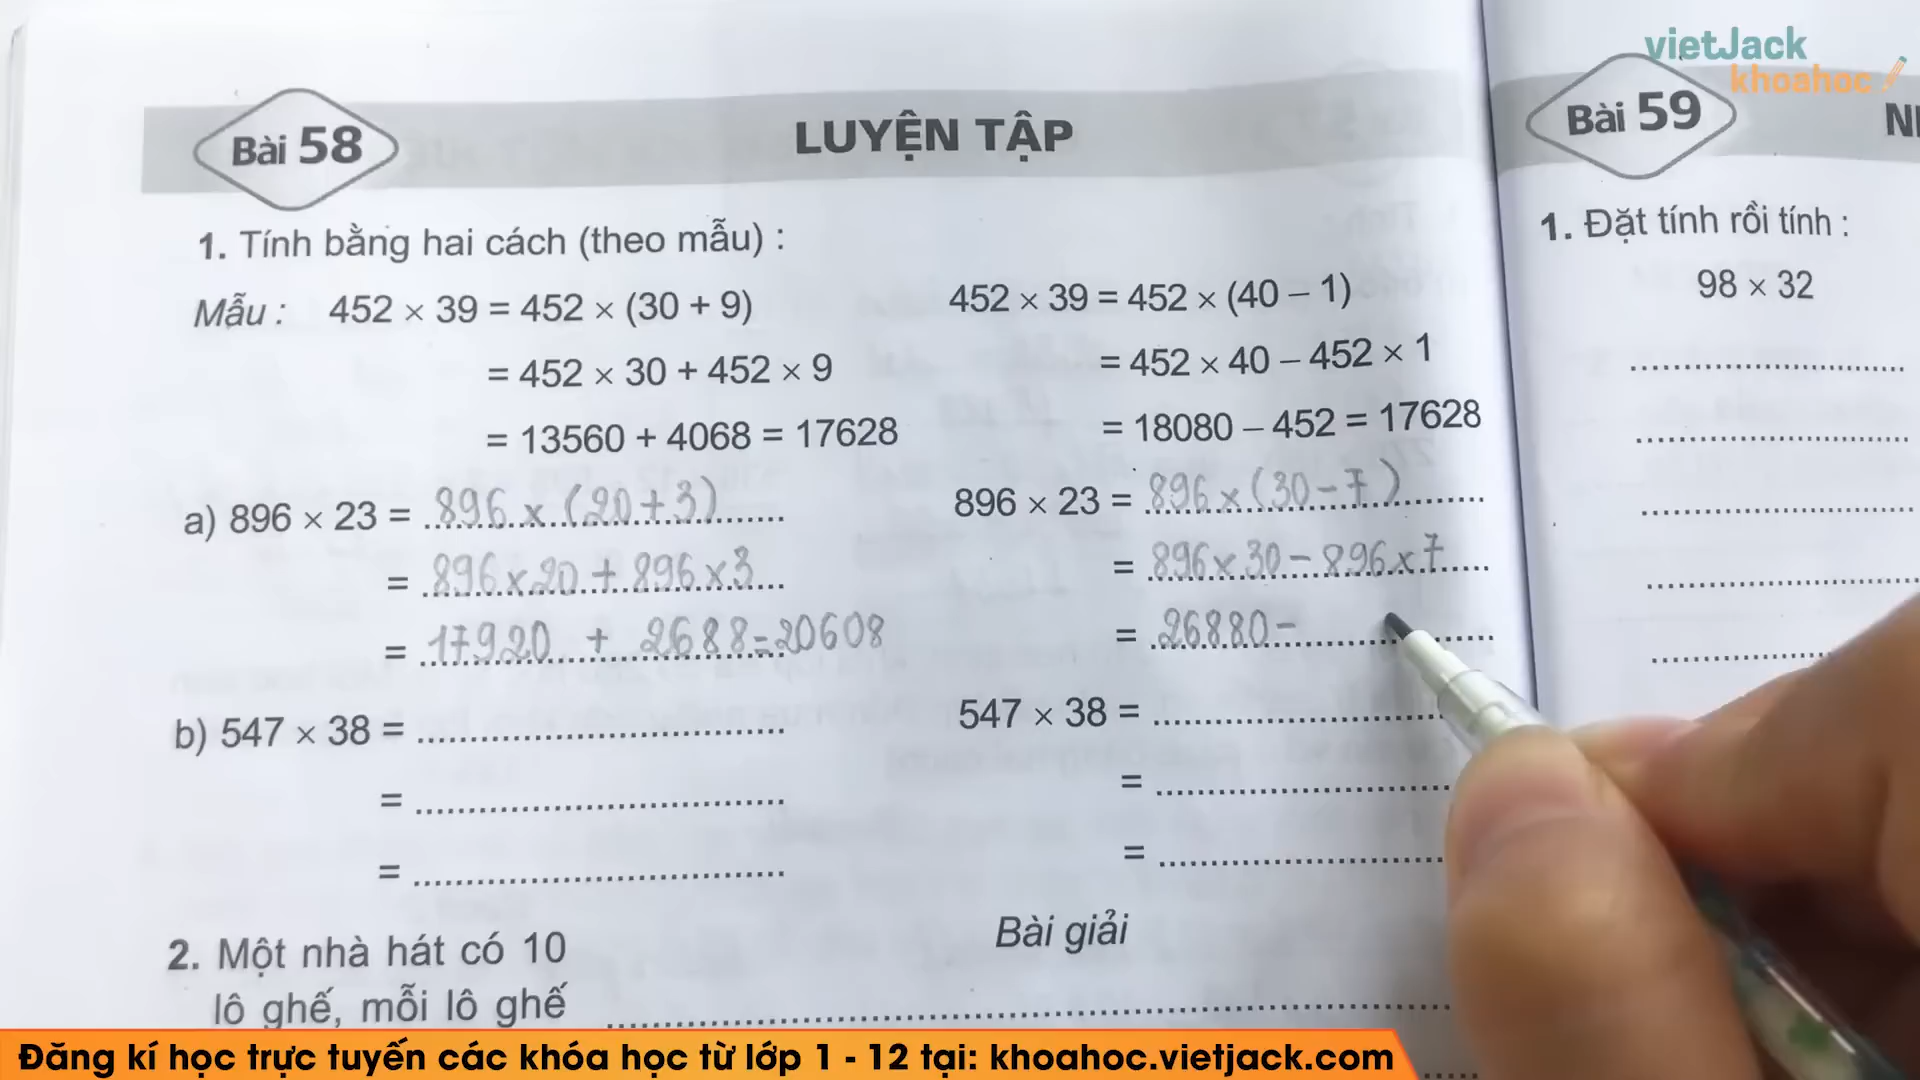 vietJack
khoahoc
Bài 58
LUYỆN TẬP
1. Tính bằng hai cách (theo mẫu) :
Mẫu : 452 × 39 = 452 × (30 + 9)
= 452 × 30 + 452 × 9
= 13560 + 4068 = 17628
452 × 39 = 452 × (40 – 1)
= 452 × 40 – 452 × 1
= 18080 – 452 = 17628
a) 896 × 23 = 896 x (20 + 3)
= 896 x 20 + 896 x 3
= 17920 + 2688 = 20608
896 × 23 = 896 x (30 - 7)
= 896 x 30 - 896 x 7
= 26880 -
b) 547 × 38 =
=
=
547 × 38 =
=
=
2. Một nhà hát có 10
lô ghế, mỗi lô ghế
Bài giải
Bài 59
1. Đặt tính rồi tính :
98 × 32
Đăng kí học trực tuyến các khóa học từ lớp 1 - 12 tại: khoahoc.vietjack.com